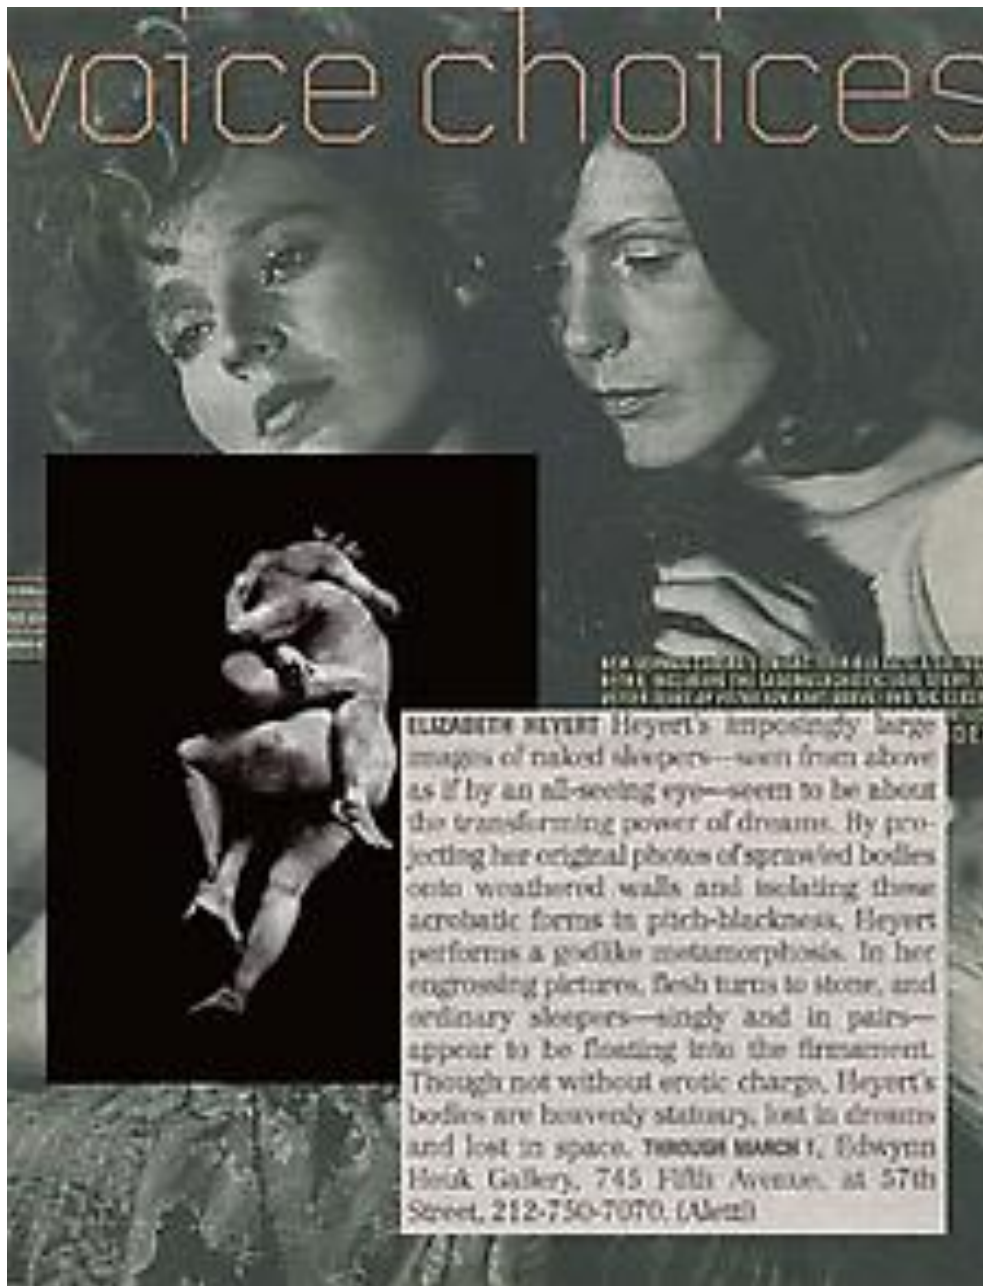 voice choices
ELIZABETH HEYERT Heyert's imposingly large
images of naked sleepers—seen from above
as if by an all-seeing eye—seem to be about
the transforming power of dreams. By pro-
jecting her original photos of sprawled bodies
onto weathered walls and isolating these
acrobatic forms in pitch-blackness, Heyert
performs a godlike metamorphosis. In her
engrossing pictures, flesh turns to stone, and
ordinary sleepers—singly and in pairs—
appear to be floating into the firmament.
Though not without erotic charge, Heyert's
bodies are heavenly statuary, lost in dreams
and lost in space. THROUGH MARCH 1, Edwynn
Houk Gallery, 745 Fifth Avenue, at 57th
Street, 212-750-7070. (Aletti)